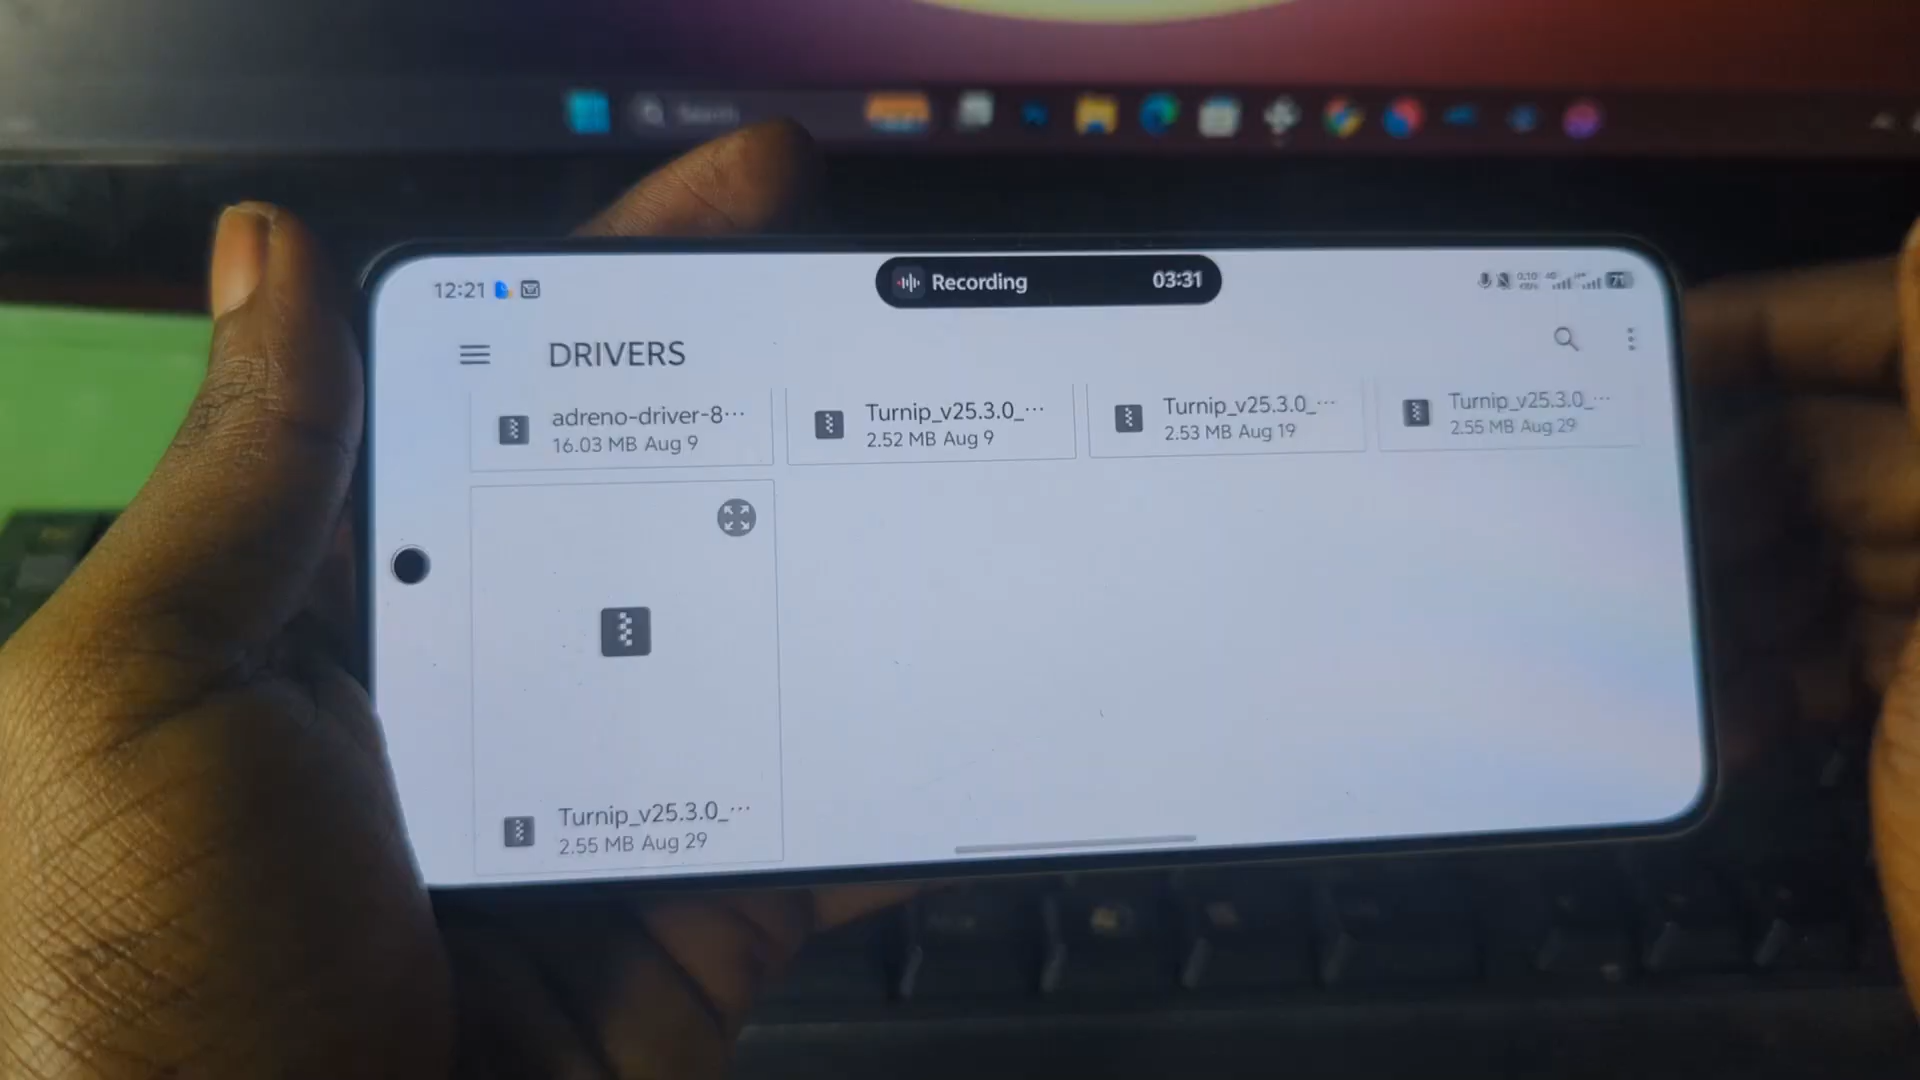 Search
12:21
Recording 03:31
71
DRIVERS
adreno-driver-8...
16.03 MB Aug 9
Turnip_v25.3.0_...
2.52 MB Aug 9
Turnip_v25.3.0_...
2.53 MB Aug 19
Turnip_v25.3.0_...
2.55 MB Aug 29
Turnip_v25.3.0_...
2.55 MB Aug 29